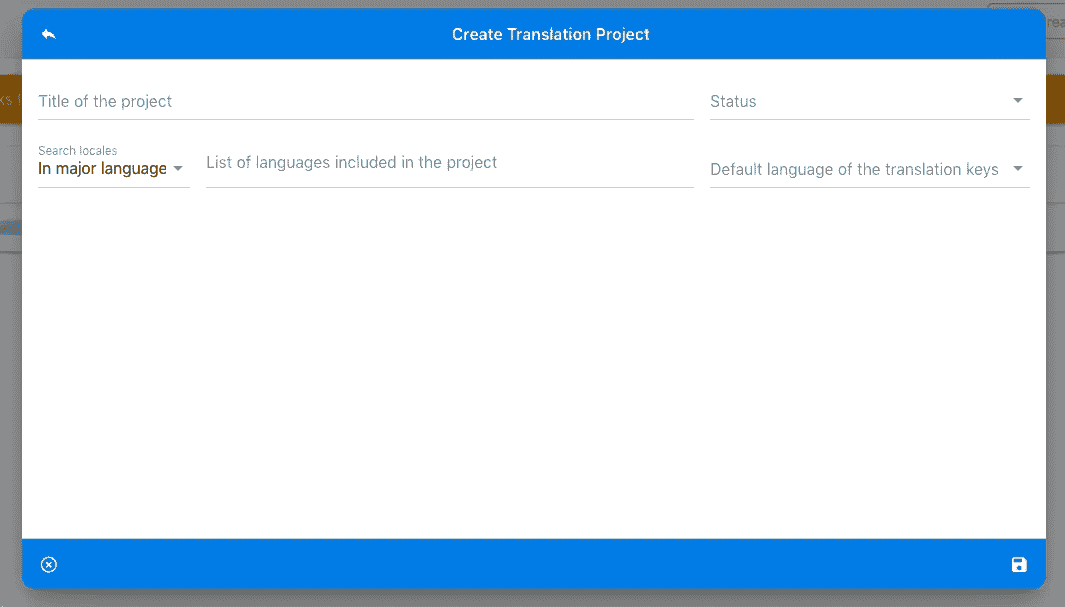 Create Translation Project
Title of the project
Status
Search locales
In major language
List of languages included in the project
Default language of the translation keys